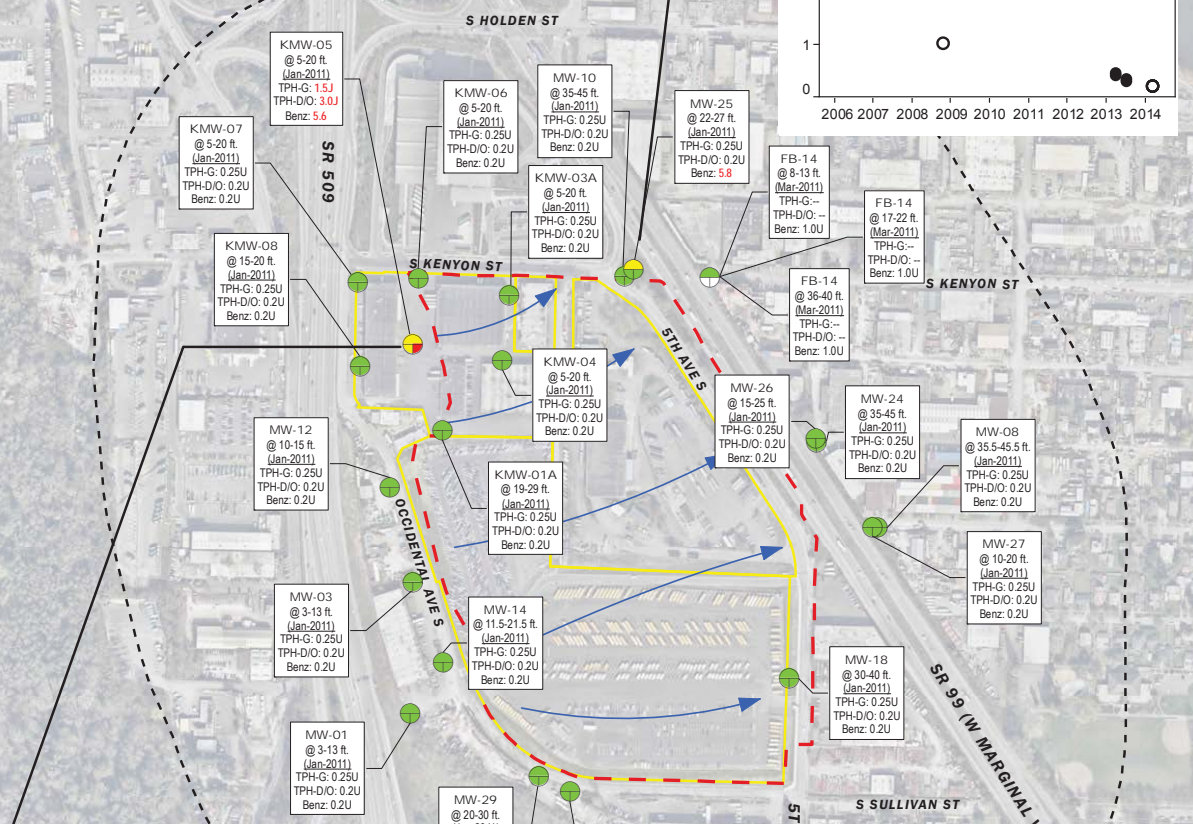 S HOLDEN ST
1
0
2006 2007 2008 2009 2010 2011 2012 2013 2014
KMW-05
@ 5-20 ft.
(Jan-2011)
TPH-G: 1.5J
TPH-D/O: 3.0J
Benz: 5.6
KMW-06
@ 5-20 ft.
(Jan-2011)
TPH-G: 0.25U
TPH-D/O: 0.2U
Benz: 0.2U
MW-10
@ 35-45 ft.
(Jan-2011)
TPH-G: 0.25U
TPH-D/O: 0.2U
Benz: 0.2U
MW-25
@ 22-27 ft.
(Jan-2011)
TPH-G: 0.25U
TPH-D/O: 0.2U
Benz: 5.8
KMW-07
@ 5-20 ft.
(Jan-2011)
TPH-G: 0.25U
TPH-D/O: 0.2U
Benz: 0.2U
SR 509
KMW-03A
@ 5-20 ft.
(Jan-2011)
TPH-G: 0.25U
TPH-D/O: 0.2U
Benz: 0.2U
FB-14
@ 8-13 ft.
(Mar-2011)
TPH-G:--
TPH-D/O: --
Benz: 1.0U
FB-14
@ 17-22 ft.
(Mar-2011)
TPH-G:--
TPH-D/O: --
Benz: 1.0U
KMW-08
@ 15-20 ft.
(Jan-2011)
TPH-G: 0.25U
TPH-D/O: 0.2U
Benz: 0.2U
S KENYON ST
FB-14
@ 36-40 ft.
(Mar-2011)
TPH-G:--
TPH-D/O: --
Benz: 1.0U
S KENYON ST
5TH AVE S
KMW-04
@ 5-20 ft.
(Jan-2011)
TPH-G: 0.25U
TPH-D/O: 0.2U
Benz: 0.2U
MW-26
@ 15-25 ft.
(Jan-2011)
TPH-G: 0.25U
TPH-D/O: 0.2U
Benz: 0.2U
MW-24
@ 35-45 ft.
(Jan-2011)
TPH-G: 0.25U
TPH-D/O: 0.2U
Benz: 0.2U
MW-12
@ 10-15 ft.
(Jan-2011)
TPH-G: 0.25U
TPH-D/O: 0.2U
Benz: 0.2U
MW-08
@ 35.5-45.5 ft.
(Jan-2011)
TPH-G: 0.25U
TPH-D/O: 0.2U
Benz: 0.2U
KMW-01A
@ 19-29 ft.
(Jan-2011)
TPH-G: 0.25U
TPH-D/O: 0.2U
Benz: 0.2U
OCCIDENTAL AVE S
MW-27
@ 10-20 ft.
(Jan-2011)
TPH-G: 0.25U
TPH-D/O: 0.2U
Benz: 0.2U
MW-03
@ 3-13 ft.
(Jan-2011)
TPH-G: 0.25U
TPH-D/O: 0.2U
Benz: 0.2U
MW-14
@ 11.5-21.5 ft.
(Jan-2011)
TPH-G: 0.25U
TPH-D/O: 0.2U
Benz: 0.2U
MW-18
@ 30-40 ft.
(Jan-2011)
TPH-G: 0.25U
TPH-D/O: 0.2U
Benz: 0.2U
SR 99 (W MARGINAL
MW-01
@ 3-13 ft.
(Jan-2011)
TPH-G: 0.25U
TPH-D/O: 0.2U
Benz: 0.2U
MW-29
@ 20-30 ft.
S SULLIVAN ST
5T